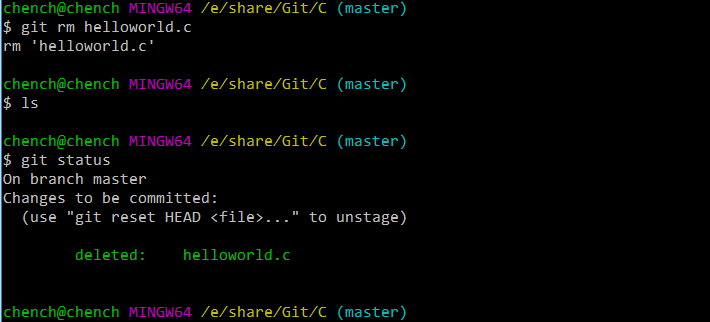 chench@chench MINGW64 /e/share/Git/C (master)
$ git rm helloworld.c
rm 'helloworld.c'
chench@chench MINGW64 /e/share/Git/C (master)
$ ls
chench@chench MINGW64 /e/share/Git/C (master)
$ git status
On branch master
Changes to be committed:
  (use "git reset HEAD <file>..." to unstage)
        deleted:    helloworld.c
chench@chench MINGW64 /e/share/Git/C (master)